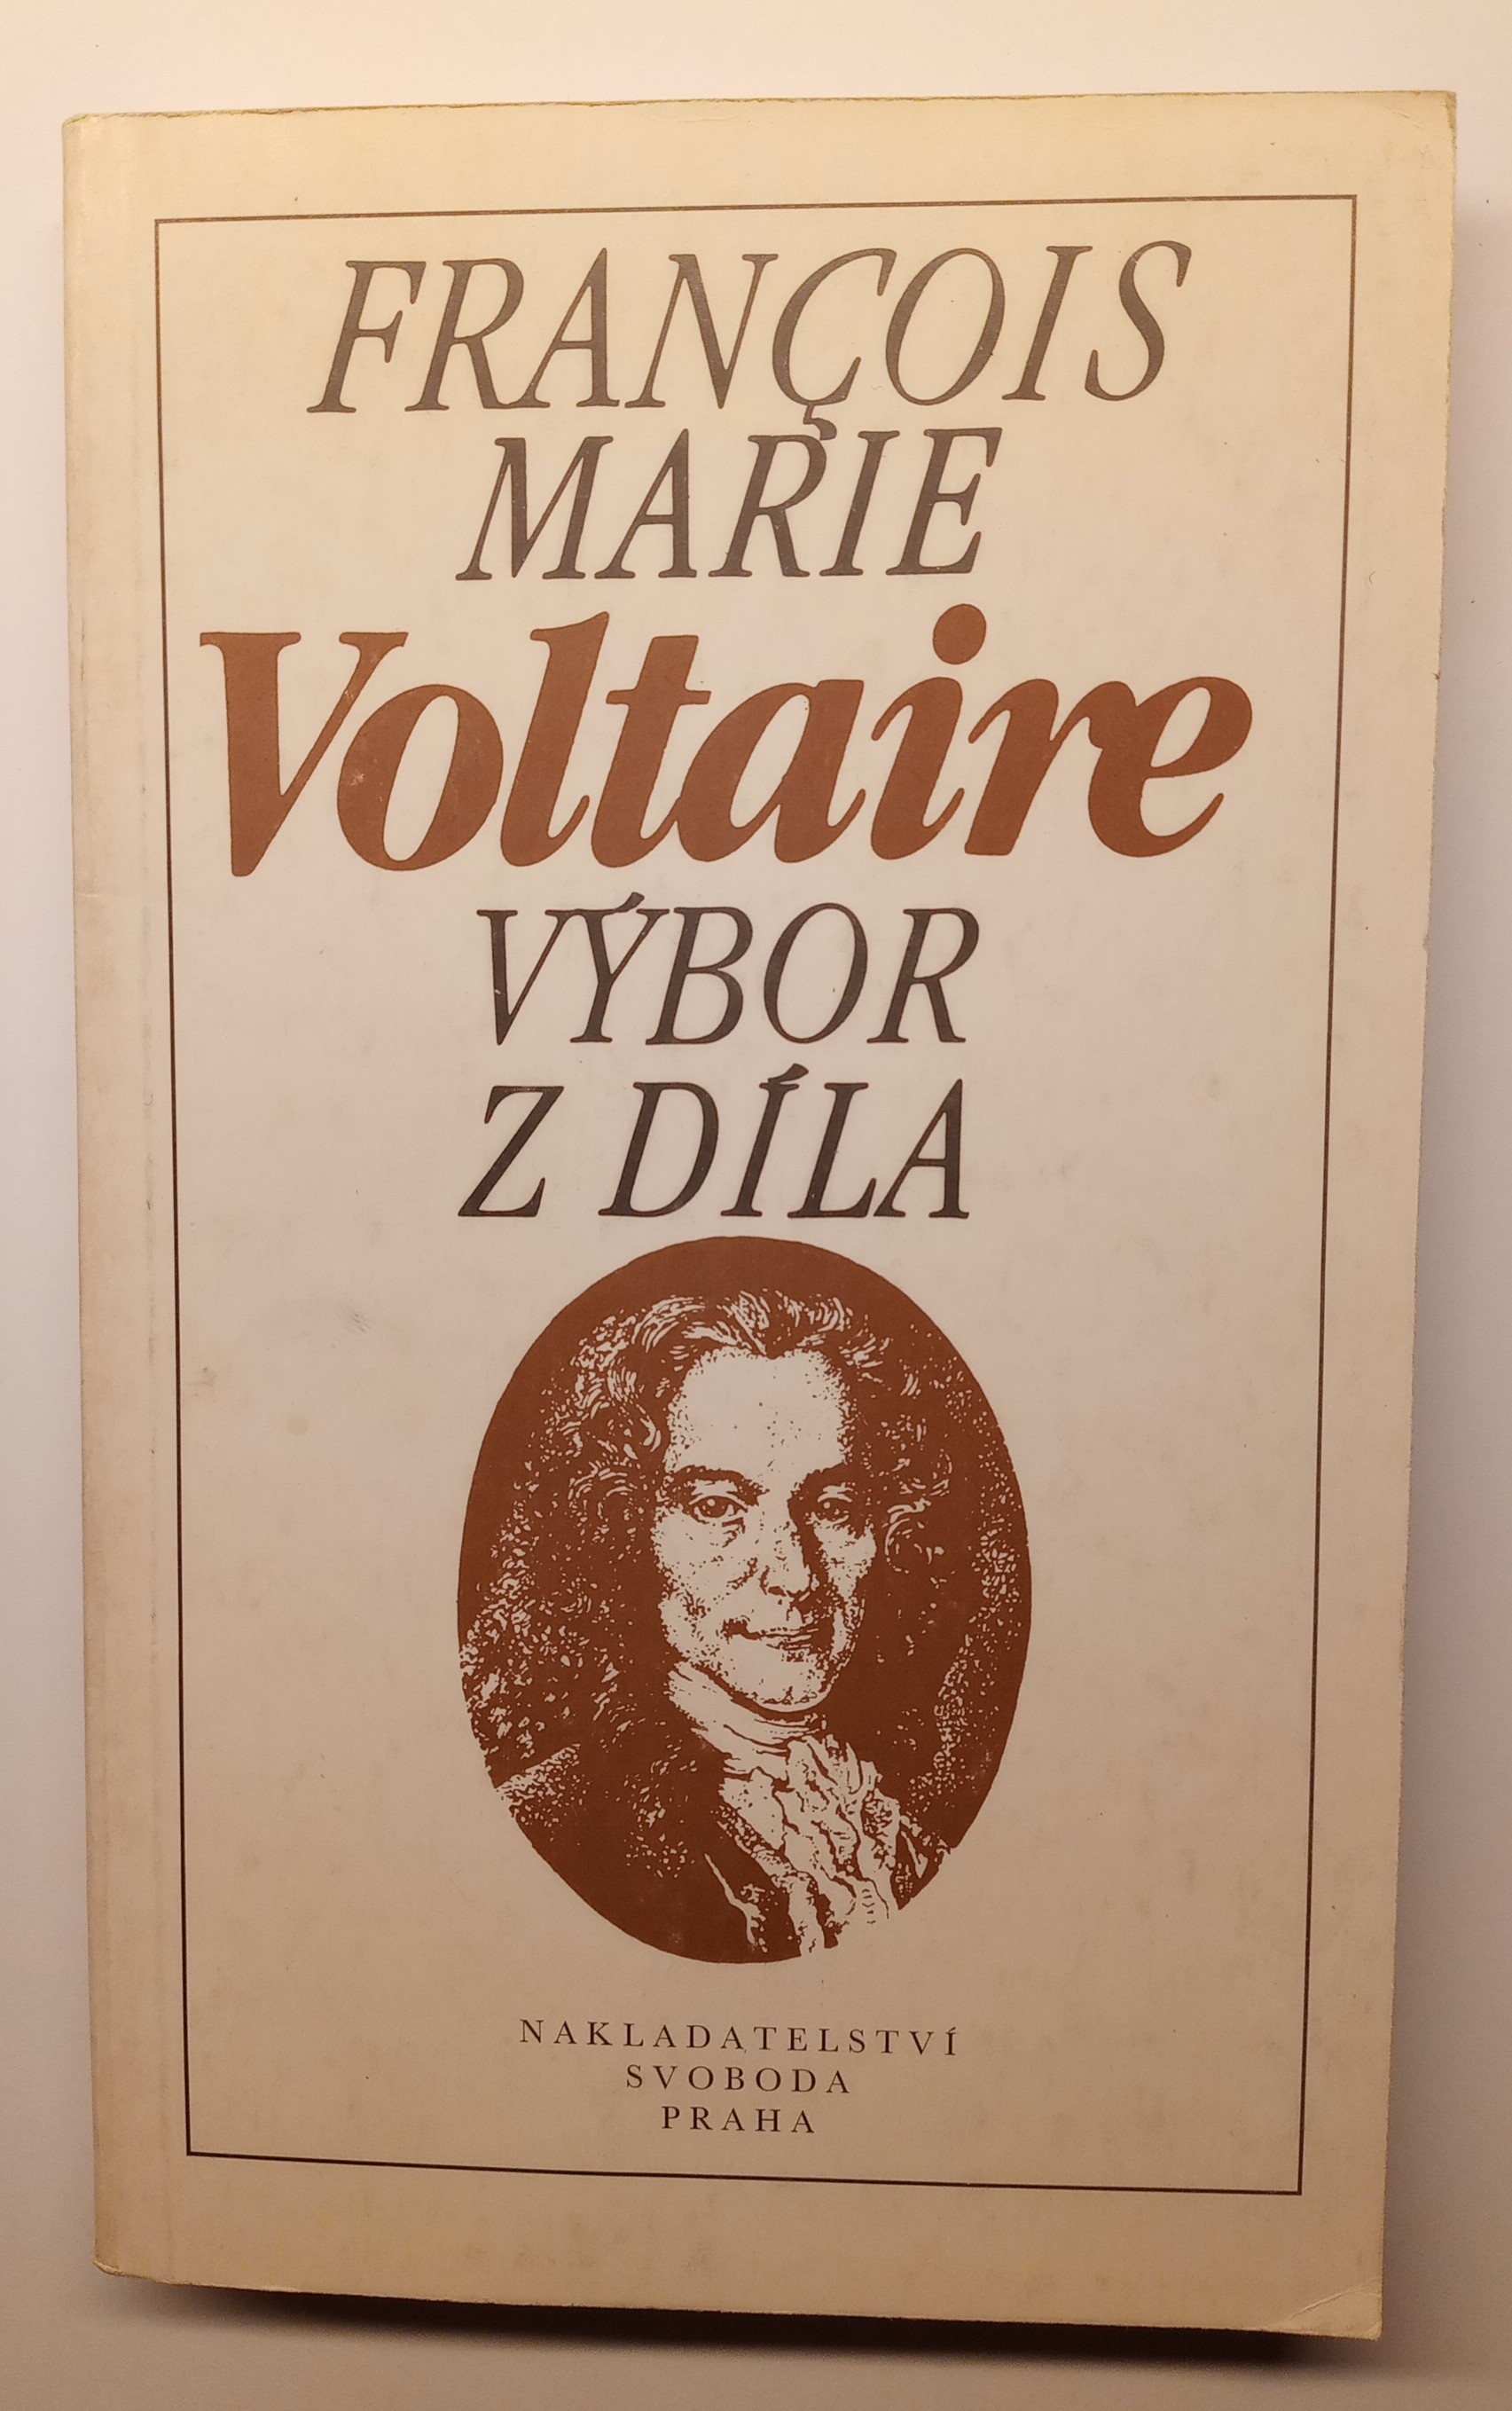 FRANÇOIS
MARIE
Voltaire
VÝBOR
Z DÍLA
NAKLADATELSTVÍ
SVOBODA
PRAHA